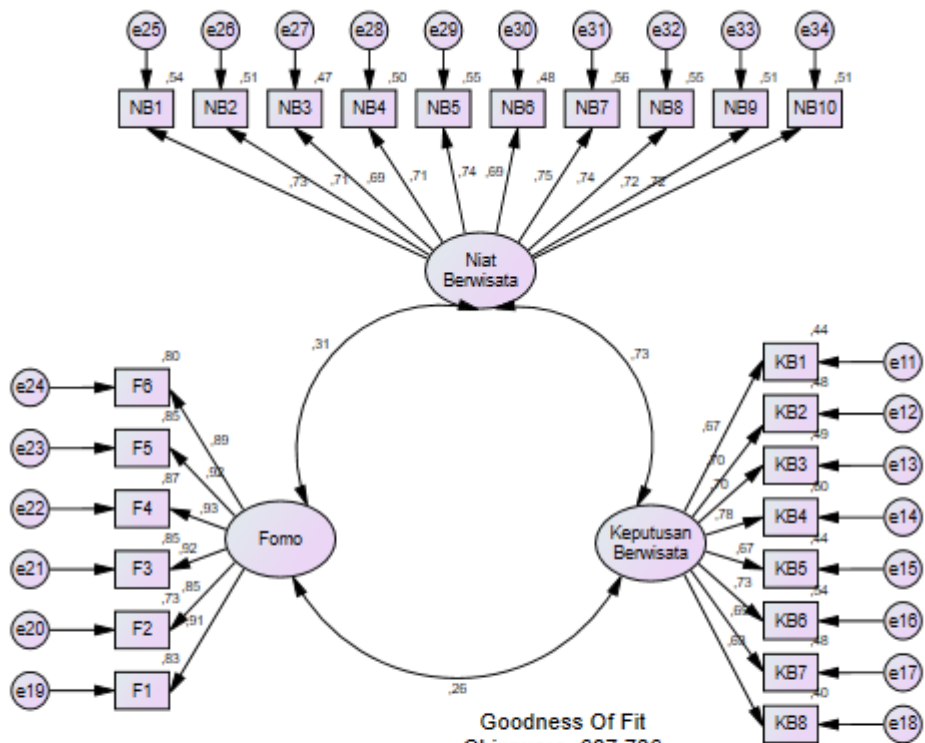 e25 e26 e27 e28 e29 e30 e31 e32 e33 e34
,54 ,51 ,47 ,50 ,55 ,48 ,56 ,55 ,51 ,51
NB1 NB2 NB3 NB4 NB5 NB6 NB7 NB8 NB9 NB10
,73 ,71 ,69 ,71 ,74 ,69 ,75 ,74 ,72 ,72
Niat
Berwisata
,31 ,73
,80
e24 F6
,85
e23 F5
,87
e22 F4
,85
e21 F3
,73
e20 F2
,83
e19 F1
,89
,92
,93
,92
,85
,91
Fomo
Keputusan
Berwisata
,67
,70
,70
,78
,67
,73
,63
,44
KB1 e11
,48
KB2 e12
,49
KB3 e13
KB4 e14
,44
KB5 e15
,54
KB6 e16
,48
KB7 e17
,40
KB8 e18
,26
Goodness Of Fit